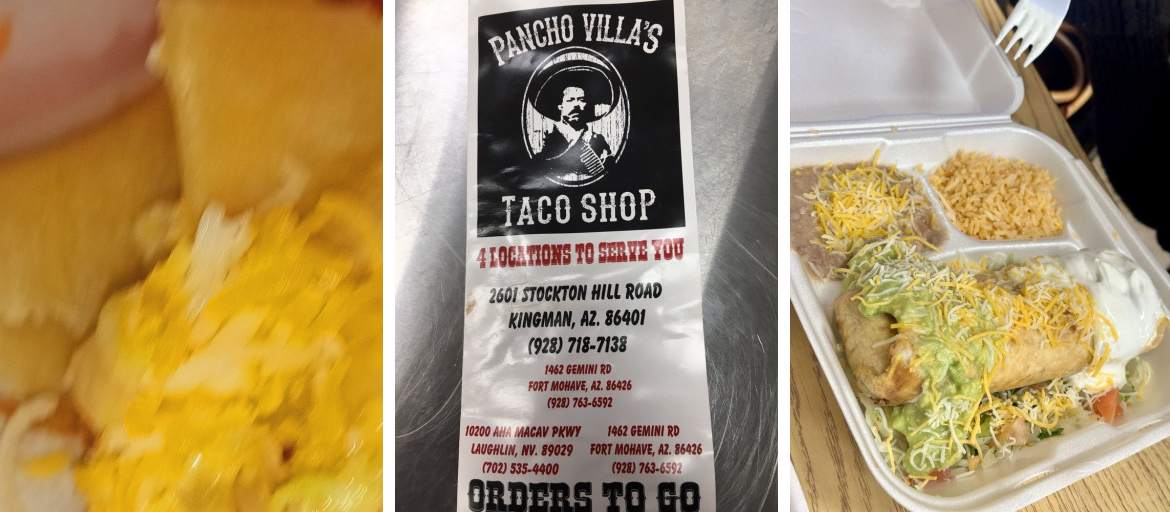 PANCHO VILLA'S
TACO SHOP
4 LOCATIONS TO SERVE YOU
2601 STOCKTON HILL ROAD
KINGMAN, AZ. 86401
(928) 718-7138
1462 GEMINI RD
FORT MOHAVE, AZ. 86426
(928) 763-6592
10200 AHA MACAV PKWY
LAUGHLIN, NV. 89029
(702) 535-4400
1462 GEMINI RD
FORT MOHAVE, AZ. 86426
(928) 763-6592
ORDERS TO GO